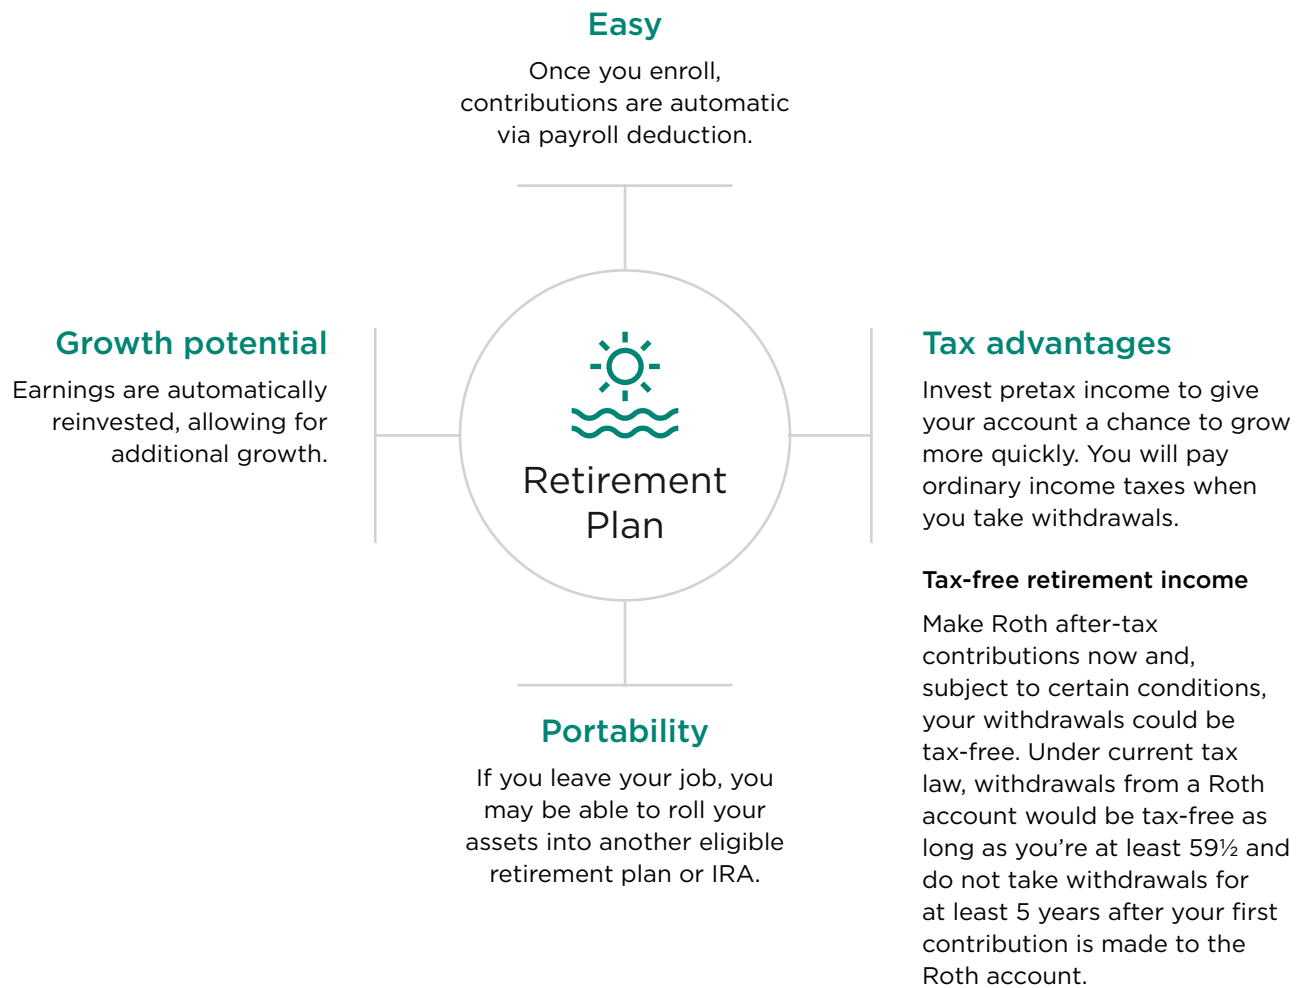 Easy
Once you enroll,
contributions are automatic
via payroll deduction.
Growth potential
Earnings are automatically
reinvested, allowing for
additional growth.
Retirement
Plan
Tax advantages
Invest pretax income to give
your account a chance to grow
more quickly. You will pay
ordinary income taxes when
you take withdrawals.
Tax-free retirement income
Make Roth after-tax
contributions now and,
subject to certain conditions,
your withdrawals could be
tax-free. Under current tax
law, withdrawals from a Roth
account would be tax-free as
long as you’re at least 59½ and
do not take withdrawals for
at least 5 years after your first
contribution is made to the
Roth account.
Portability
If you leave your job, you
may be able to roll your
assets into another eligible
retirement plan or IRA.